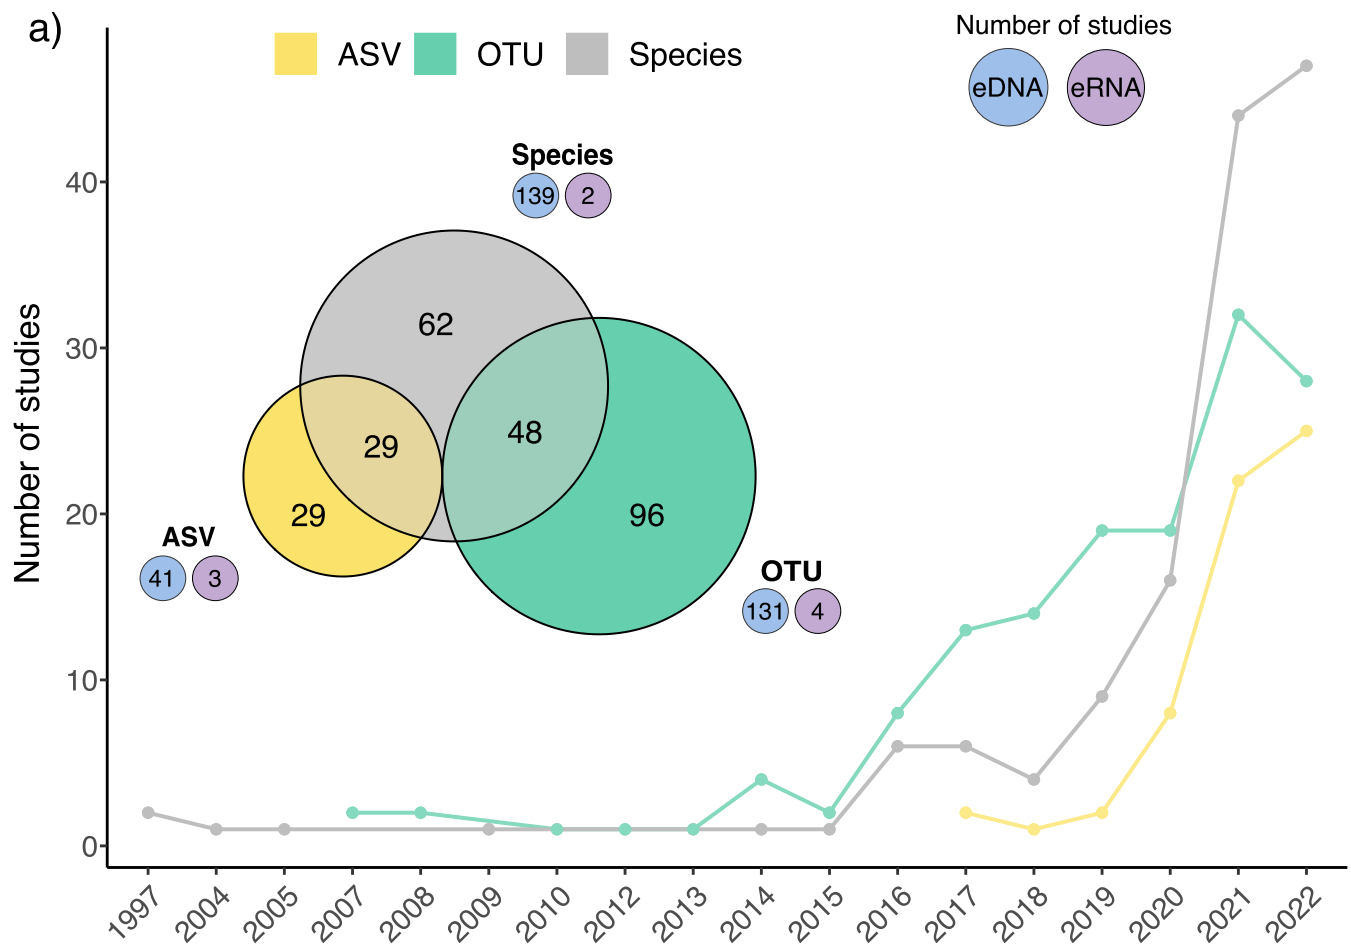 a)
ASV OTU Species
Number of studies
eDNA eRNA
Species
139 2
62
29
48
29
96
ASV
41 3
OTU
131 4
Number of studies
40
30
20
10
0
1997 2004 2005 2007 2008 2009 2010 2012 2013 2014 2015 2016 2017 2018 2019 2020 2021 2022